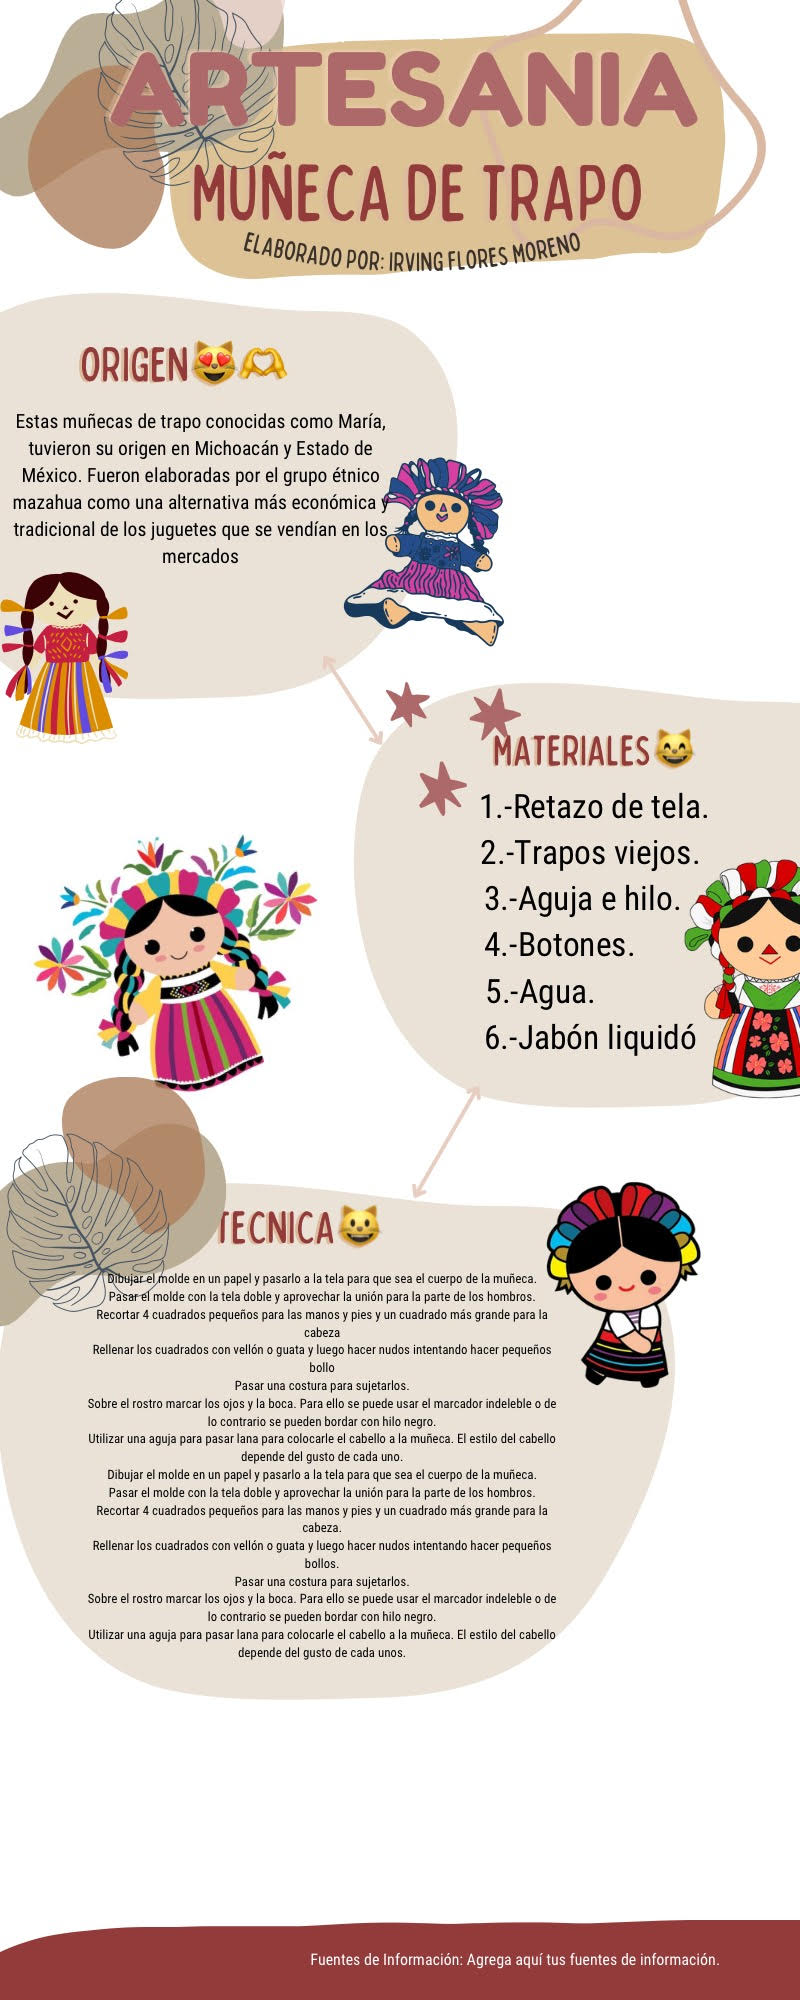 ARTESANIA
MUÑECA DE TRAPO
ELABORADO POR: IRVING FLORES MORENO
ORIGEN😻🫶
Estas muñecas de trapo conocidas como María,
tuvieron su origen en Michoacán y Estado de
México. Fueron elaboradas por el grupo étnico
mazahua como una alternativa más económica y
tradicional de los juguetes que se vendían en los
mercados
MATERIALES😸
1.-Retazo de tela.
2.-Trapos viejos.
3.-Aguja e hilo.
4.-Botones.
5.-Agua.
6.-Jabón liquidó
TECNICA😺
Dibujar el molde en un papel y pasarlo a la tela para que sea el cuerpo de la muñeca.
Pasar el molde con la tela doble y aprovechar la unión para la parte de los hombros.
Recortar 4 cuadrados pequeños para las manos y pies y un cuadrado más grande para la
cabeza
Rellenar los cuadrados con vellón o guata y luego hacer nudos intentando hacer pequeños
bollo
Pasar una costura para sujetarlos.
Sobre el rostro marcar los ojos y la boca. Para ello se puede usar el marcador indeleble o de
lo contrario se pueden bordar con hilo negro.
Utilizar una aguja para pasar lana para colocarle el cabello a la muñeca. El estilo del cabello
depende del gusto de cada uno.
Dibujar el molde en un papel y pasarlo a la tela para que sea el cuerpo de la muñeca.
Pasar el molde con la tela doble y aprovechar la unión para la parte de los hombros.
Recortar 4 cuadrados pequeños para las manos y pies y un cuadrado más grande para la
cabeza.
Rellenar los cuadrados con vellón o guata y luego hacer nudos intentando hacer pequeños
bollos.
Pasar una costura para sujetarlos.
Sobre el rostro marcar los ojos y la boca. Para ello se puede usar el marcador indeleble o de
lo contrario se pueden bordar con hilo negro.
Utilizar una aguja para pasar lana para colocarle el cabello a la muñeca. El estilo del cabello
depende del gusto de cada unos.
Fuentes de Información: Agrega aquí tus fuentes de información.